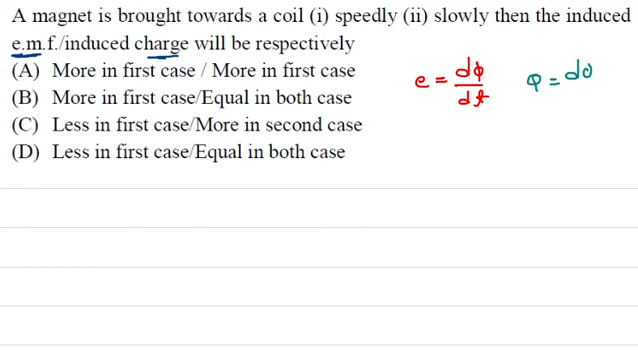 A magnet is brought towards a coil (i) speedly (ii) slowly then the induced
e.m.f./induced charge will be respectively
(A) More in first case / More in first case
(B) More in first case/Equal in both case
(C) Less in first case/More in second case
(D) Less in first case/Equal in both case
e = dϕ/dt
φ = dϕ